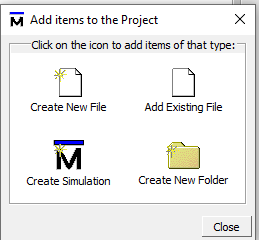 Add items to the Project
Click on the icon to add items of that type:
Create New File
Add Existing File
Create Simulation
Create New Folder
Close